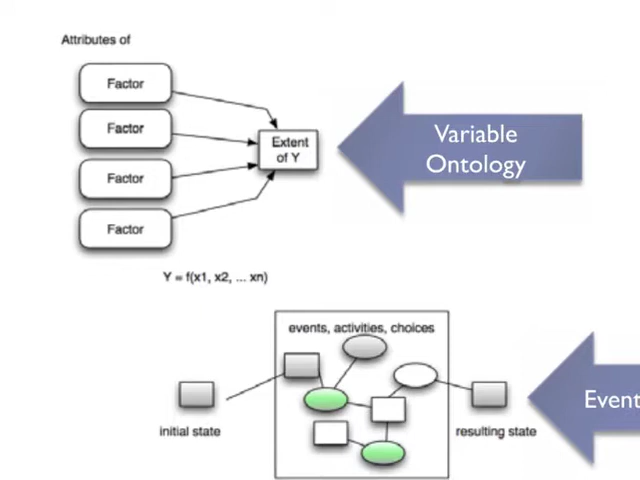 Attributes of
Factor
Factor
Factor
Factor
Extent
of Y
Variable
Ontology
Y = f(x1, x2, ... xn)
events, activities, choices
initial state
resulting state
Event